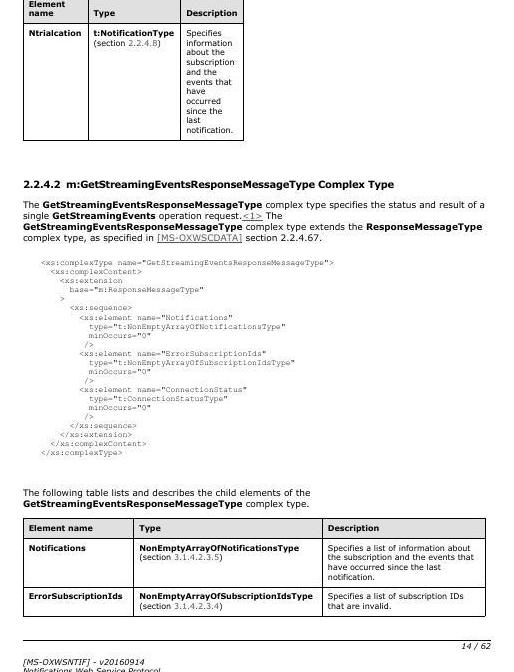 Element name
Type
Description
Ntrialcation
t:NotificationType
(section 2.2.4.8)
Specifies
information
about the
subscription
and the
events that
have
occurred
since the
last
notification.
2.2.4.2 m:GetStreamingEventsResponseMessageType Complex Type
The GetStreamingEventsResponseMessageType complex type specifies the status and result of a
single GetStreamingEvents operation request.<1> The
GetStreamingEventsResponseMessageType complex type extends the ResponseMessageType
complex type, as specified in [MS-OXWSCDATA] section 2.2.4.67.
<xs:complexType name="GetStreamingEventsResponseMessageType">
<xs:complexContent>
<xs:extension
base="m:ResponseMessageType"
>
<xs:sequence>
<xs:element name="Notifications"
type="t:NonEmptyArrayOfNotificationsType"
minOccurs="0"
/>
<xs:element name="ErrorSubscriptionIds"
type="t:NonEmptyArrayOfSubscriptionIdsType"
minOccurs="0"
/>
<xs:element name="ConnectionStatus"
type="t:ConnectionStatusType"
minOccurs="0"
/>
</xs:sequence>
</xs:extension>
</xs:complexContent>
</xs:complexType>
The following table lists and describes the child elements of the
GetStreamingEventsResponseMessageType complex type.
Element name
Type
Description
Notifications
NonEmptyArrayOfNotificationsType
(section 3.1.4.2.3.5)
Specifies a list of information about
the subscription and the events that
have occurred since the last
notification.
ErrorSubscriptionIds
NonEmptyArrayOfSubscriptionIdsType
(section 3.1.4.2.3.4)
Specifies a list of subscription IDs
that are invalid.
14 / 62
[MS-OXWSNTIF] - v20160914
Notifications Web Service Protocol